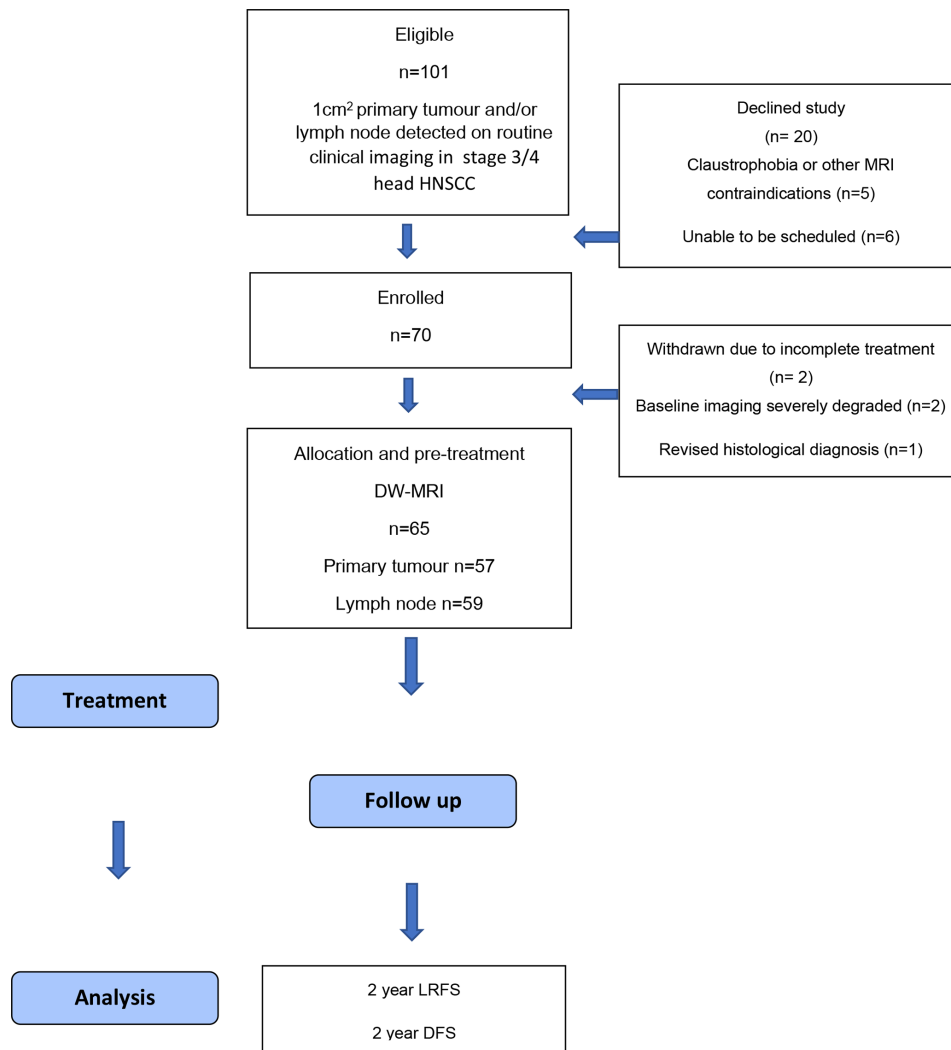 Eligible
n=101
1cm² primary tumour and/or
lymph node detected on routine
clinical imaging in stage 3/4
head HNSCC
Declined study
(n= 20)
Claustrophobia or other MRI
contraindications (n=5)
Unable to be scheduled (n=6)
Enrolled
n=70
Withdrawn due to incomplete treatment
(n= 2)
Baseline imaging severely degraded (n=2)
Revised histological diagnosis (n=1)
Allocation and pre-treatment
DW-MRI
n=65
Primary tumour n=57
Lymph node n=59
Treatment
Follow up
Analysis
2 year LRFS
2 year DFS